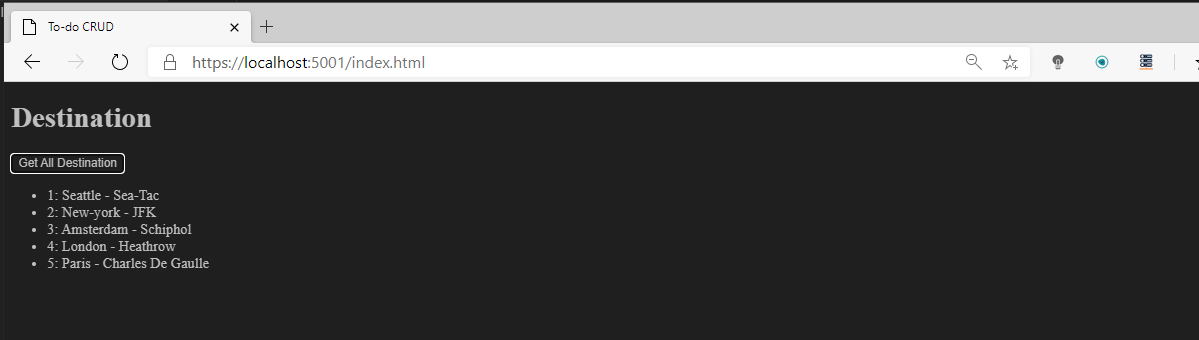 To-do CRUD
https://localhost:5001/index.html
Destination
Get All Destination
1: Seattle - Sea-Tac
2: New-york - JFK
3: Amsterdam - Schiphol
4: London - Heathrow
5: Paris - Charles De Gaulle